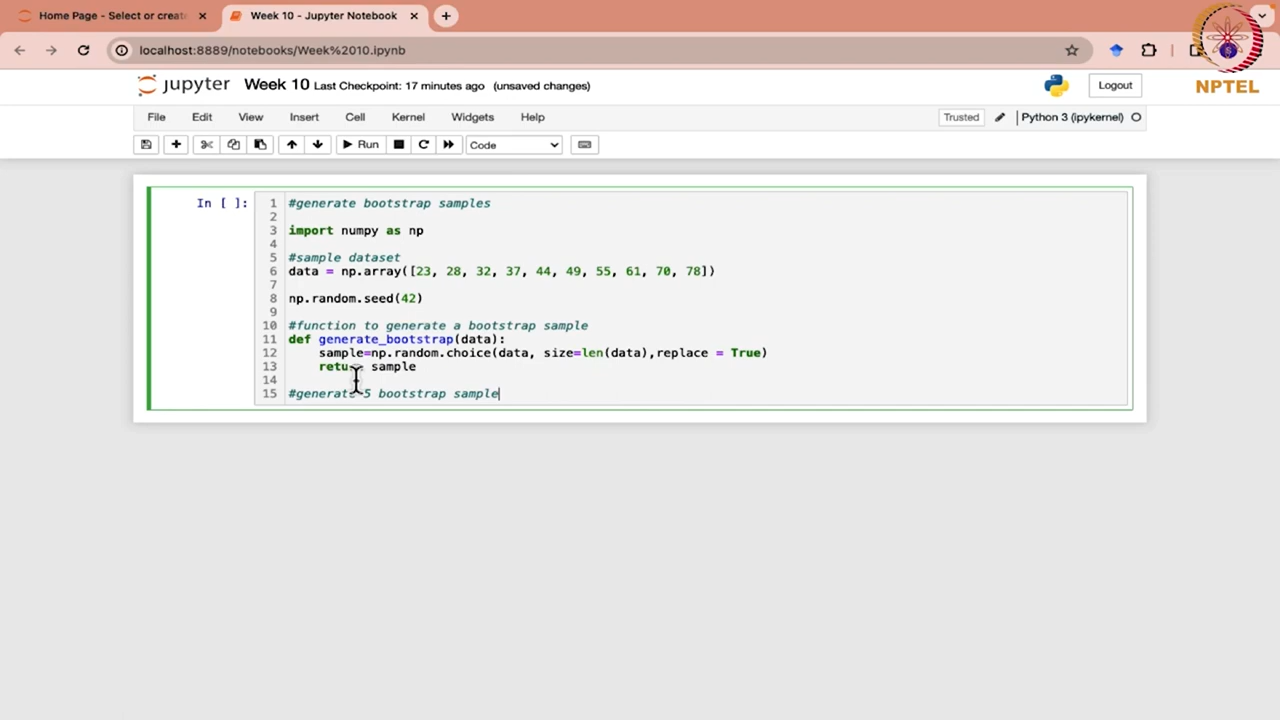 Home Page - Select or create
Week 10 - Jupyter Notebook
localhost:8889/notebooks/Week%2010.ipynb
NPTEL
jupyter Week 10 Last Checkpoint: 17 minutes ago (unsaved changes)
Logout
File Edit View Insert Cell Kernel Widgets Help
Trusted
Python 3 (ipykernel)
Run
Code
In [ ]:
1 #generate bootstrap samples
2
3 import numpy as np
4
5 #sample dataset
6 data = np.array([23, 28, 32, 37, 44, 49, 55, 61, 70, 78])
7
8 np.random.seed(42)
9
10 #function to generate a bootstrap sample
11 def generate_bootstrap(data):
12 sample=np.random.choice(data, size=len(data),replace = True)
13 return sample
14
15 #generate 5 bootstrap sample